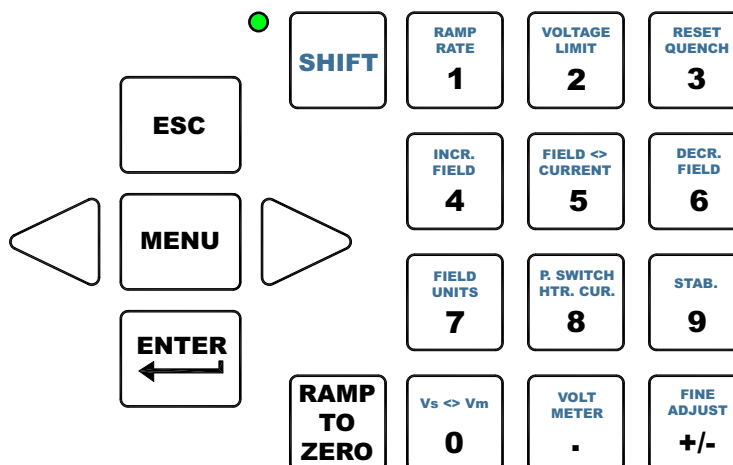 SHIFT
RAMP
RATE
1
VOLTAGE
LIMIT
2
RESET
QUENCH
3
ESC
INCR.
FIELD
4
FIELD <>
CURRENT
5
DECR.
FIELD
6
MENU
FIELD
UNITS
7
P. SWITCH
HTR. CUR.
8
STAB.
9
ENTER
RAMP
TO
ZERO
Vs <> Vm
0
VOLT
METER
.
FINE
ADJUST
+/-